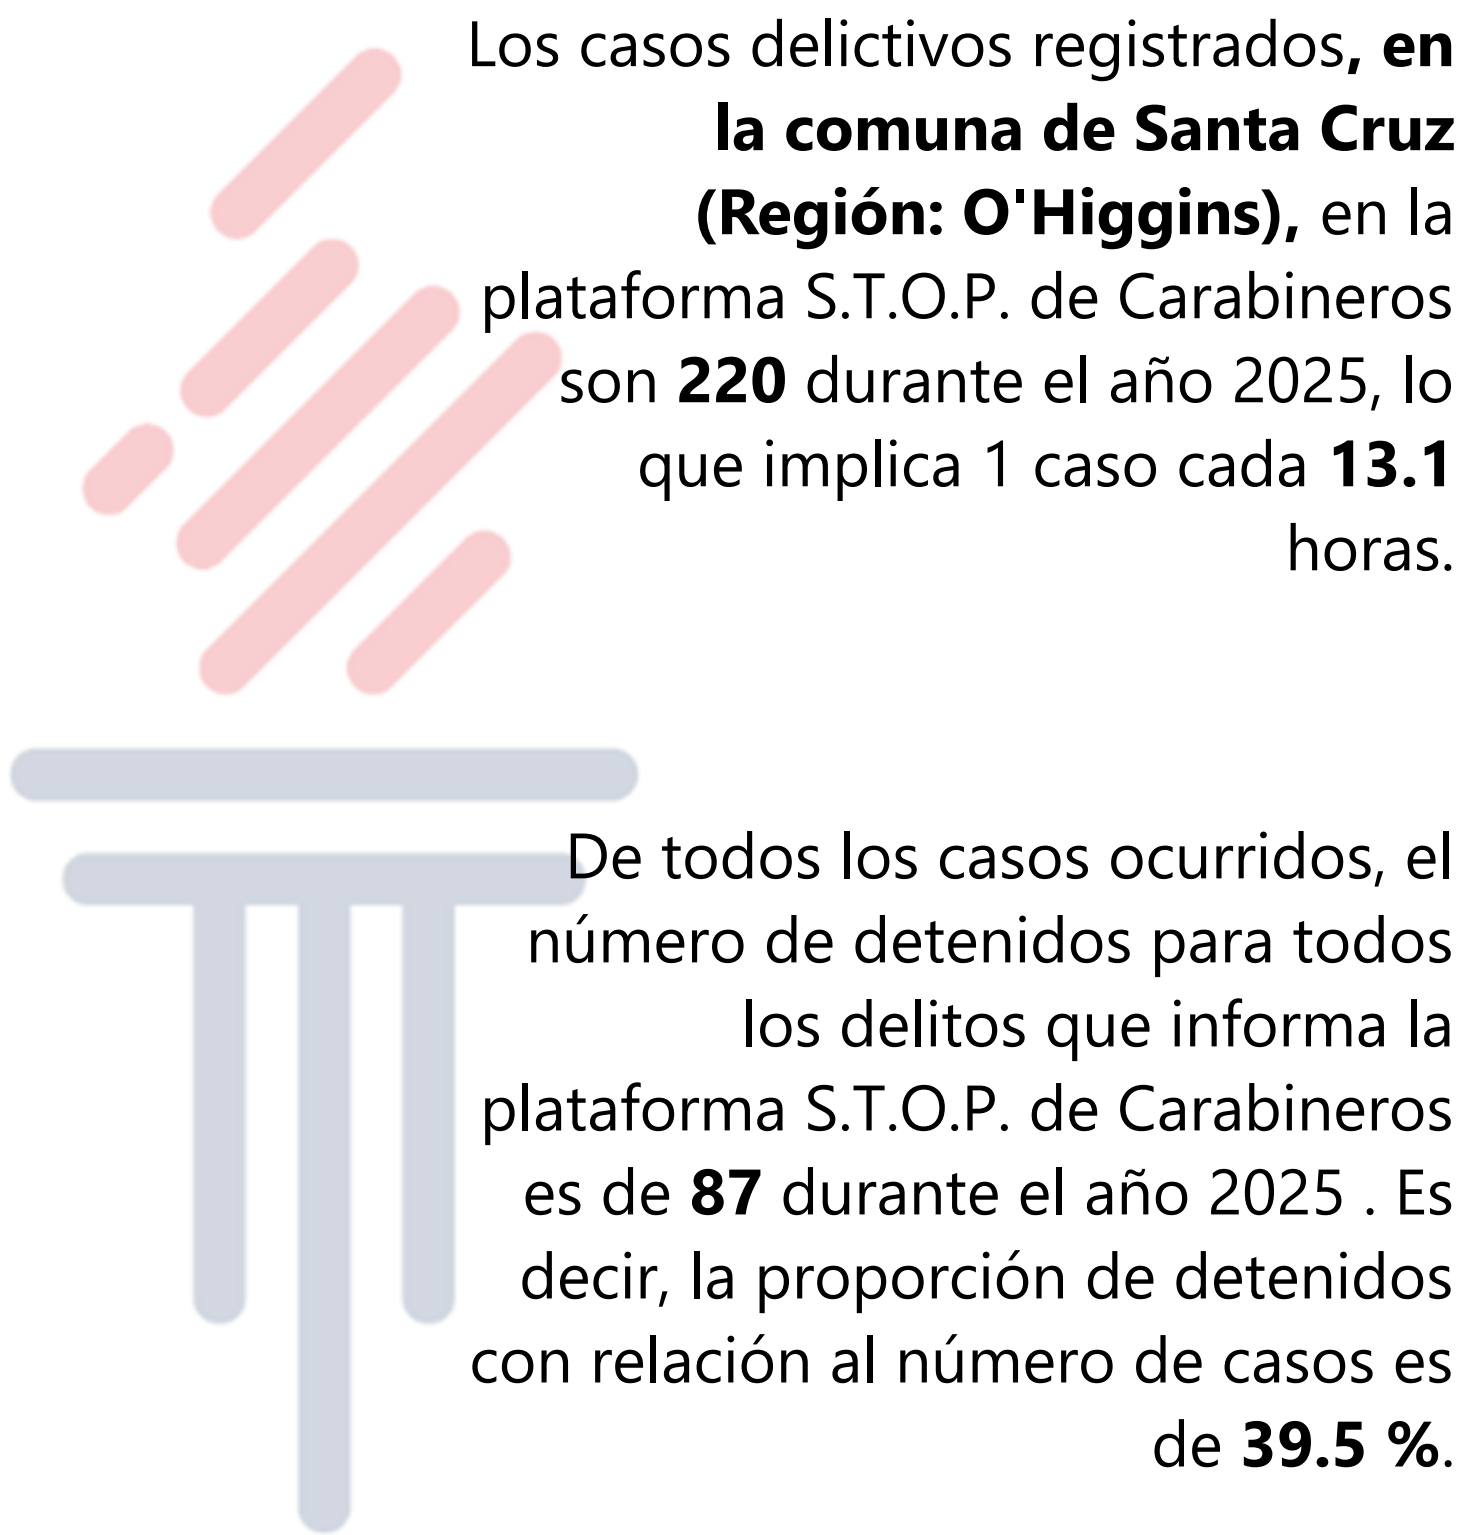 Los casos delictivos registrados, en
la comuna de Santa Cruz
(Región: O'Higgins), en la
plataforma S.T.O.P. de Carabineros
son 220 durante el año 2025, lo
que implica 1 caso cada 13.1
horas.
De todos los casos ocurridos, el
número de detenidos para todos
los delitos que informa la
plataforma S.T.O.P. de Carabineros
es de 87 durante el año 2025 . Es
decir, la proporción de detenidos
con relación al número de casos es
de 39.5 %.